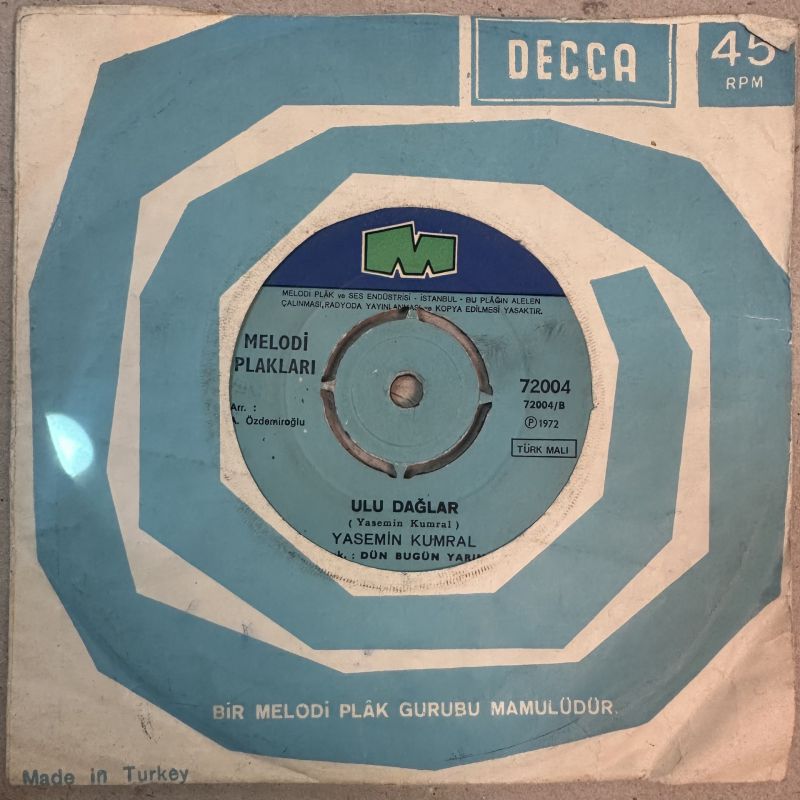 DECCA
45
RPM
M
MELODİ PLÂK ve SES ENDÜSTRİSİ - İSTANBUL - BU PLÂĞIN ALELEN
ÇALINMASI, RADYODA YAYINLANMASI ve KOPYA EDİLMESİ YASAKTIR.
MELODİ
PLAKLARI
72004
72004/B
Ⓟ 1972
TÜRK MALI
Arr. :
A. Özdemiroğlu
ULU DAĞLAR
( Yasemin Kumral )
YASEMİN KUMRAL
k. : DÜN BUGÜN YARIN
BİR MELODİ PLÂK GURUBU MAMULÜDÜR.
Made in Turkey